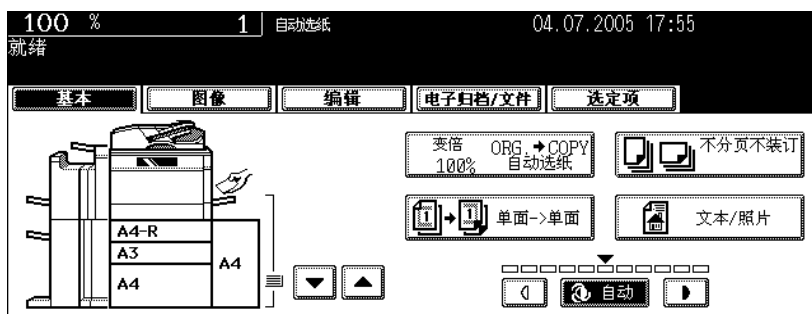 100 % 1 自动选纸 04.07.2005 17:55
就绪
基本 图像 编辑 电子归档/文件 选定项
变倍 ORG.→COPY
100% 自动选纸
不分页不装订
1→1 单面->单面
文本/照片
A4-R
A3
A4
A4
自动